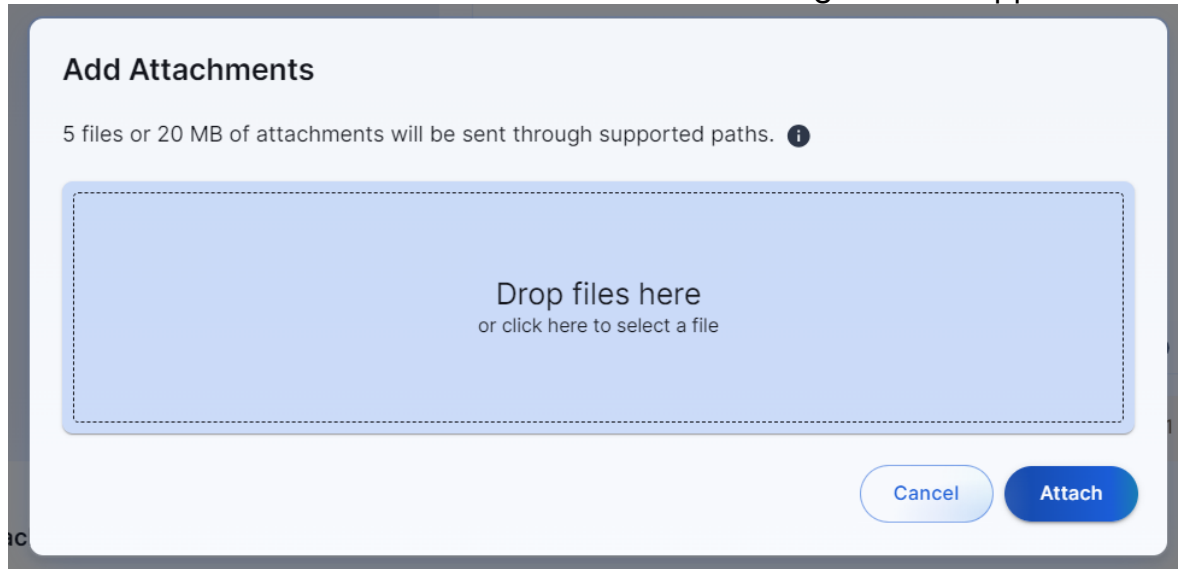 Add Attachments
5 files or 20 MB of attachments will be sent through supported paths.
Drop files here
or click here to select a file
Cancel
Attach